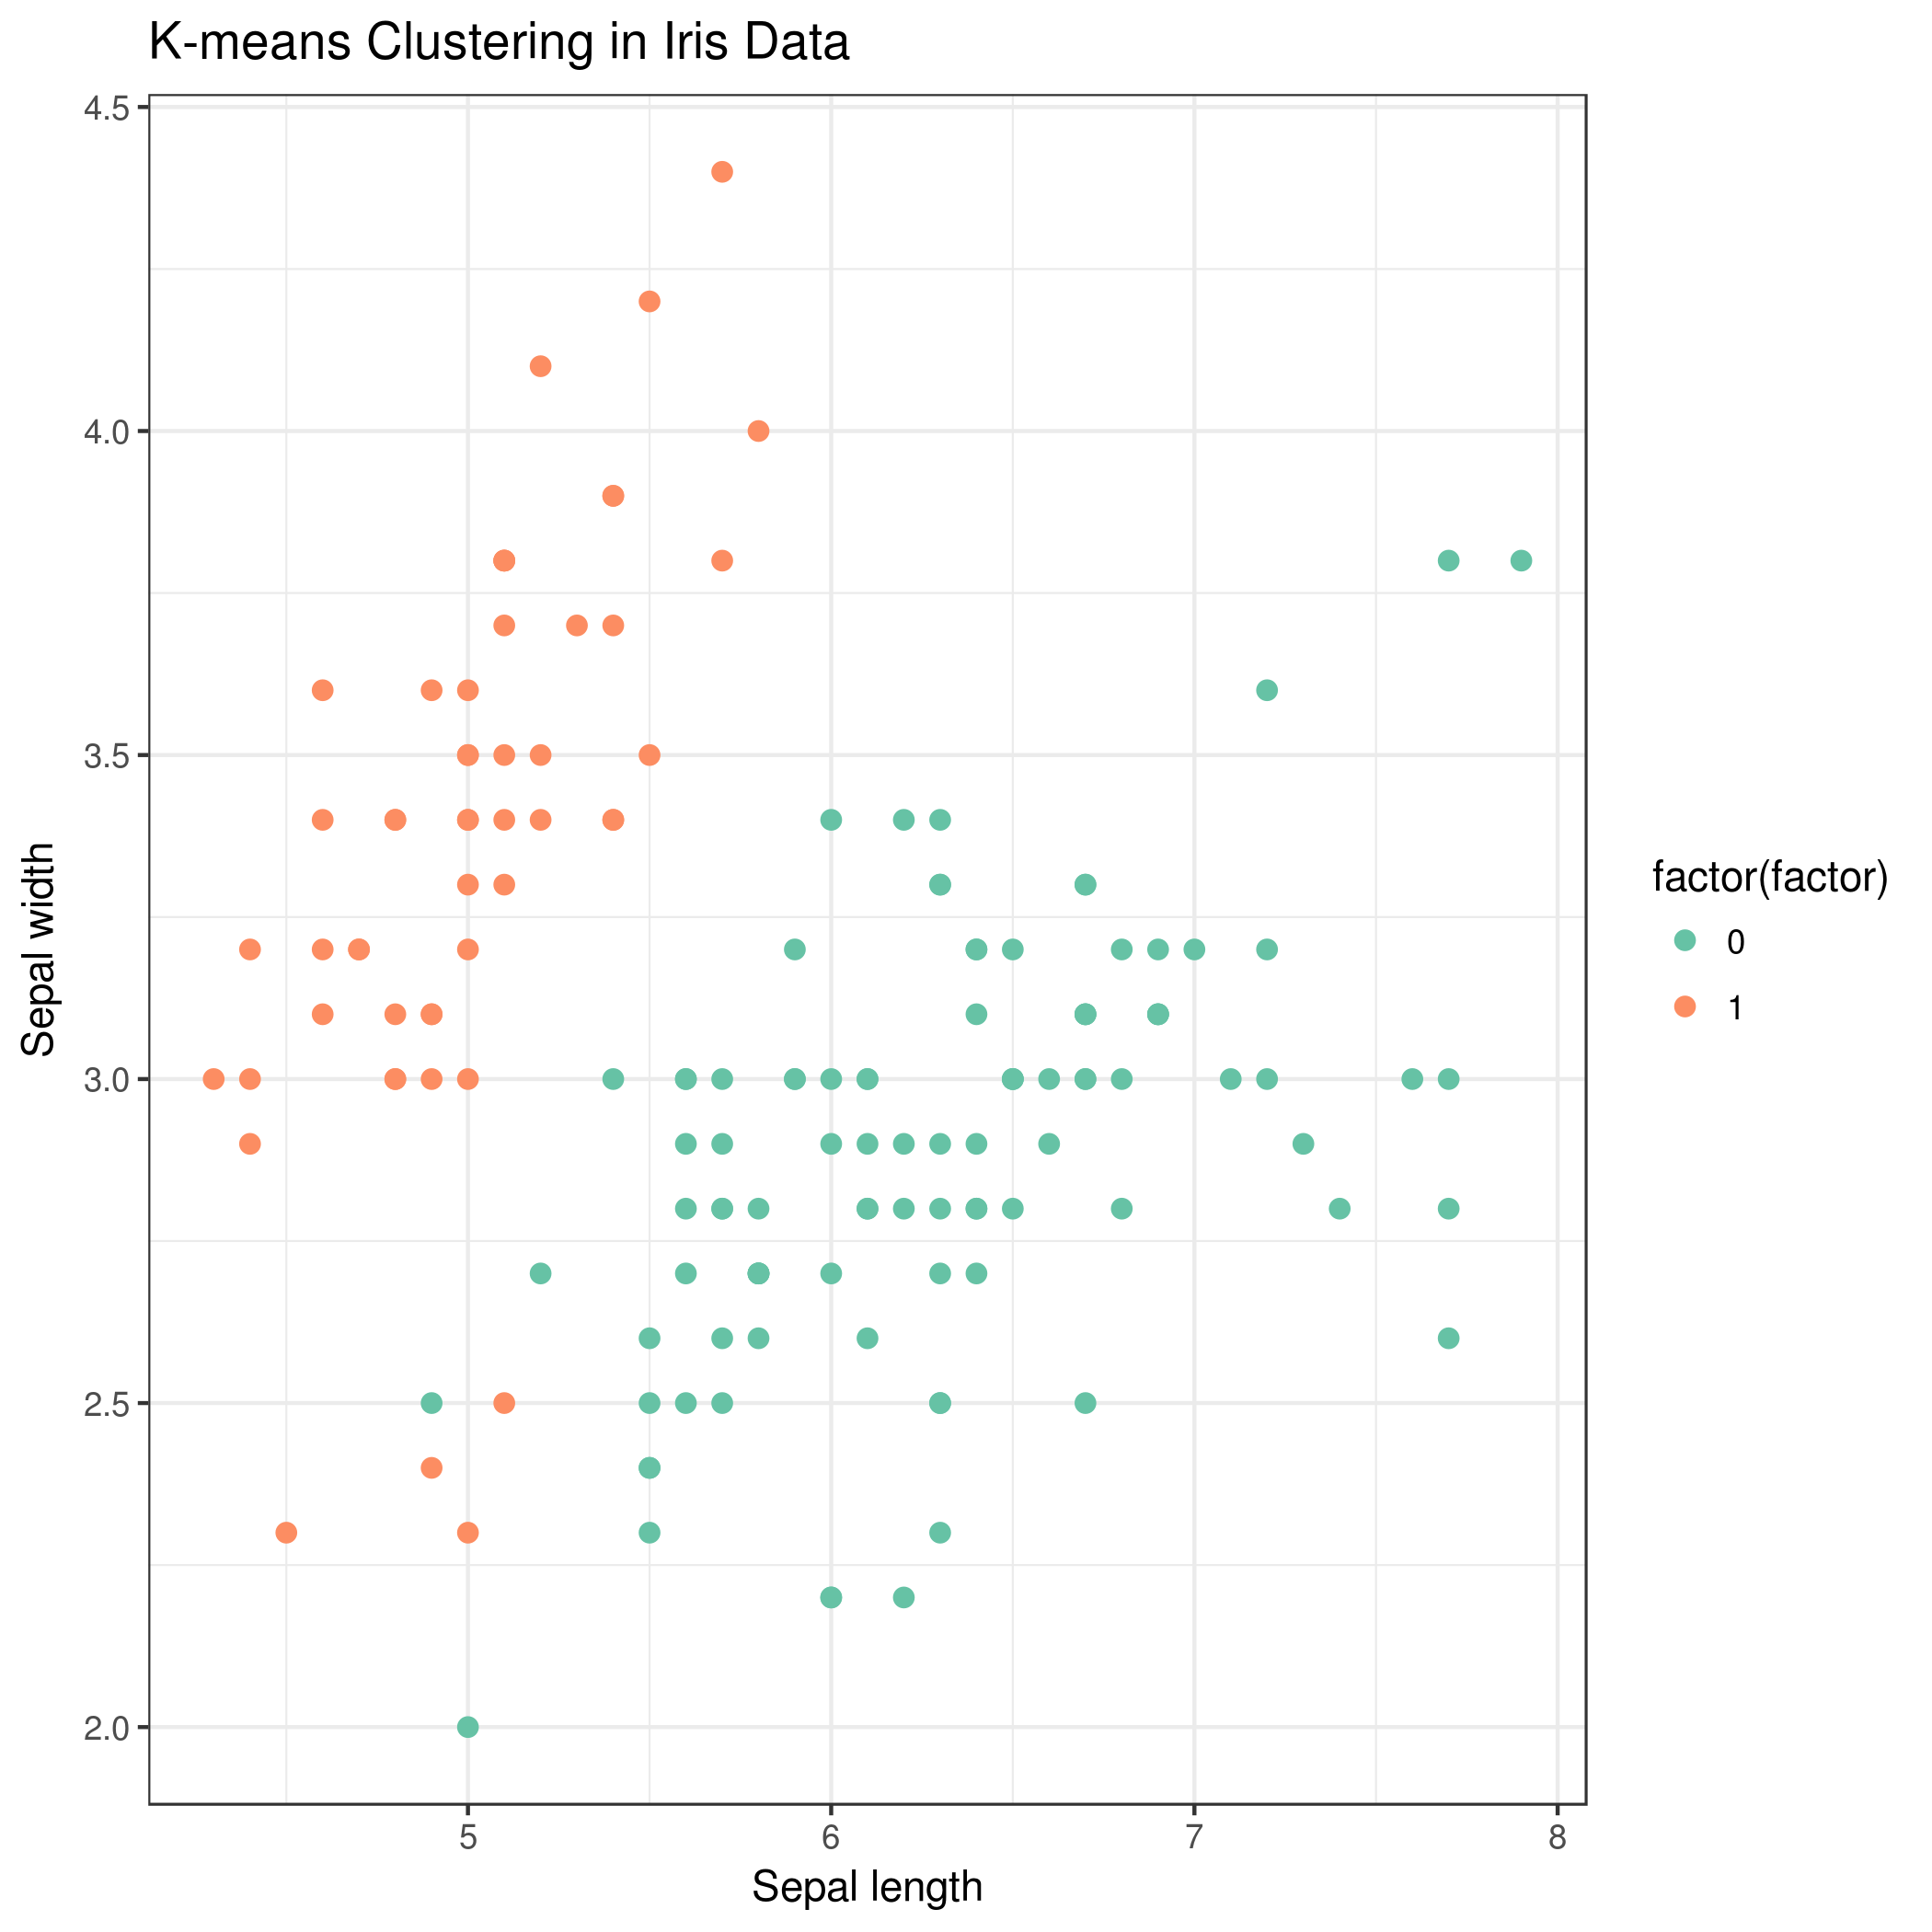 K-means Clustering in Iris Data
4.5
4.0
3.5
3.0
2.5
2.0
Sepal width
5 6 7 8
Sepal length
factor(factor)
0
1